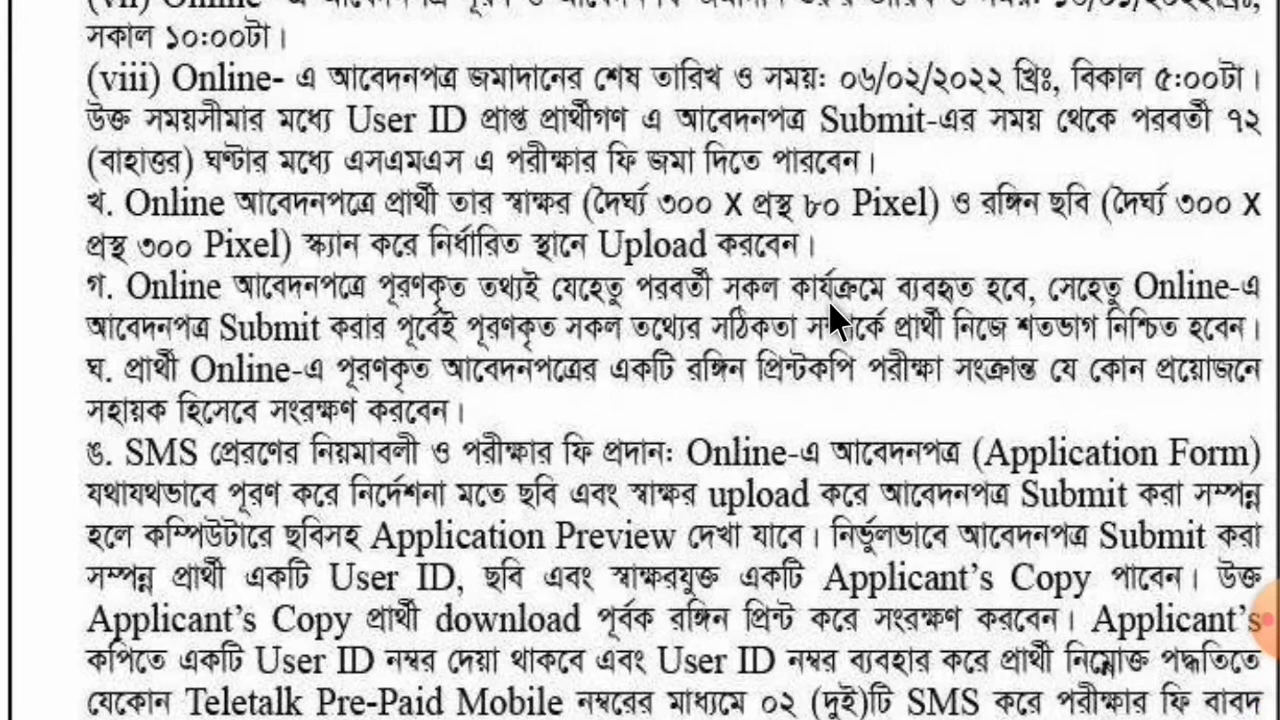 সকাল ১০:০০টা।
(viii) Online- এ আবেদনপত্র জমাদানের শেষ তারিখ ও সময়: ০৬/০২/২০২২ খ্রিঃ, বিকাল ৫:০০টা।
উক্ত সময়সীমার মধ্যে User ID প্রাপ্ত প্রার্থীগণ এ আবেদনপত্র Submit-এর সময় থেকে পরবর্তী ৭২
(বাহাত্তর) ঘণ্টার মধ্যে এসএমএস এ পরীক্ষার ফি জমা দিতে পারবেন।
খ. Online আবেদনপত্রে প্রার্থী তার স্বাক্ষর (দৈর্ঘ্য ৩০০ X প্রস্থ ৮০ Pixel) ও রঙ্গিন ছবি (দৈর্ঘ্য ৩০০ X
প্রস্থ ৩০০ Pixel) স্ক্যান করে নির্ধারিত স্থানে Upload করবেন।
গ. Online আবেদনপত্রে পূরণকৃত তথ্যই যেহেতু পরবর্তী সকল কার্যক্রমে ব্যবহৃত হবে, সেহেতু Online-এ
আবেদনপত্র Submit করার পূর্বেই পূরণকৃত সকল তথ্যের সঠিকতা সম্পর্কে প্রার্থী নিজে শতভাগ নিশ্চিত হবেন।
ঘ. প্রার্থী Online-এ পূরণকৃত আবেদনপত্রের একটি রঙ্গিন প্রিন্টকপি পরীক্ষা সংক্রান্ত যে কোন প্রয়োজনে
সহায়ক হিসেবে সংরক্ষণ করবেন।
ঙ. SMS প্রেরণের নিয়মাবলী ও পরীক্ষার ফি প্রদান: Online-এ আবেদনপত্র (Application Form)
যথাযথভাবে পূরণ করে নির্দেশনা মতে ছবি এবং স্বাক্ষর upload করে আবেদনপত্র Submit করা সম্পন্ন
হলে কম্পিউটারে ছবিসহ Application Preview দেখা যাবে। নির্ভুলভাবে আবেদনপত্র Submit করা
সম্পন্ন প্রার্থী একটি User ID, ছবি এবং স্বাক্ষরযুক্ত একটি Applicant’s Copy পাবেন। উক্ত
Applicant’s Copy প্রার্থী download পূর্বক রঙ্গিন প্রিন্ট করে সংরক্ষণ করবেন। Applicant’s
কপিতে একটি User ID নম্বর দেয়া থাকবে এবং User ID নম্বর ব্যবহার করে প্রার্থী নিম্নোক্ত পদ্ধতিতে
যেকোন Teletalk Pre-Paid Mobile নম্বরের মাধ্যমে ০২ (দুই)টি SMS করে পরীক্ষার ফি বাবদ